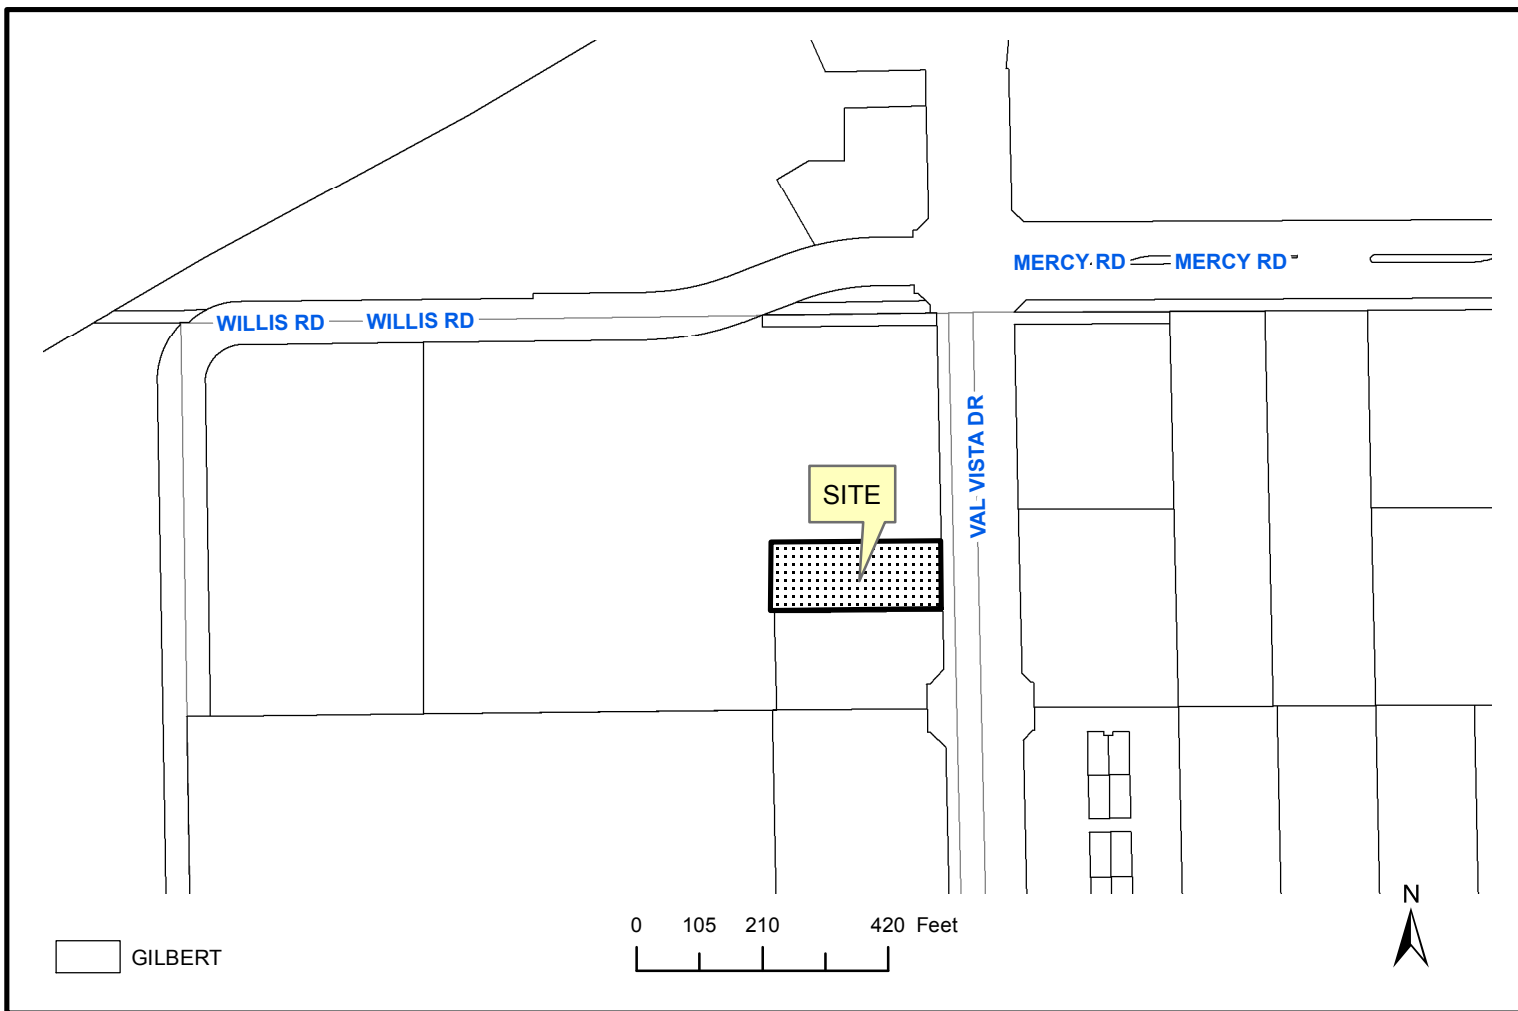 MERCY RD MERCY RD
WILLIS RD WILLIS RD
VAL VISTA DR
SITE
N
0 105 210 420 Feet
GILBERT